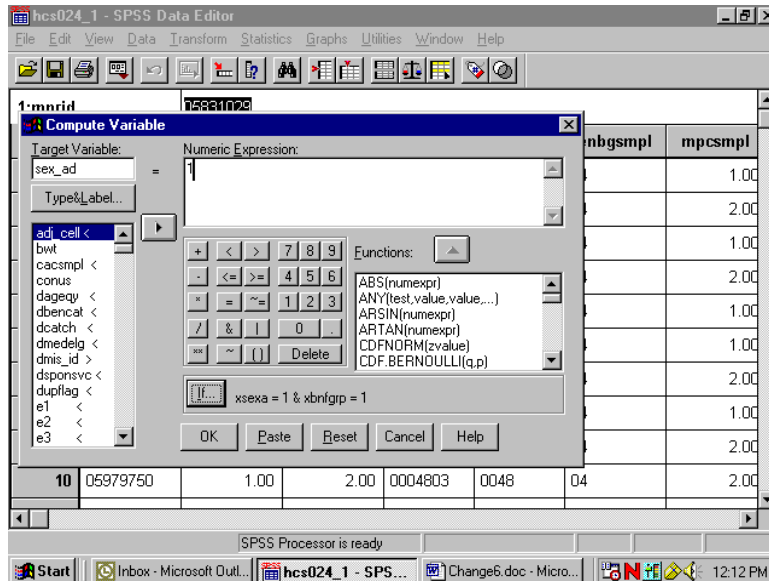 hcs024_1 - SPSS Data Editor
File Edit View Data Transform Statistics Graphs Utilities Window Help
1:mprid 05831029
Compute Variable
Target Variable: Numeric Expression:
sex_ad = 1
Type&Label...
nbgsmpl mpcsmpl
1.00
2.00
1.00
2.00
1.00
1.00
2.00
1.00
2.00
adj_cell <
bwt
cacsmpl <
conus
dageqy <
dbencat <
dcatch <
dmedelg <
dmis_id >
dsponsvc <
dupflag <
e1 <
e2 <
e3 <
+ < > 7 8 9
- <= >= 4 5 6
* = ~= 1 2 3
/ & | 0 .
** ~ () Delete
Functions:
ABS(numexpr)
ANY(test,value,value,...)
ARSIN(numexpr)
ARTAN(numexpr)
CDFNORM(zvalue)
CDF.BERNOULLI(q,p)
If... xsexa = 1 & xbnfgrp = 1
OK Paste Reset Cancel Help
10 05979750 1.00 2.00 0004803 0048 04 2.00
SPSS Processor is ready
Start Inbox - Microsoft Outl... hcs024_1 - SPS... Change6.doc - Micro... 12:12 PM